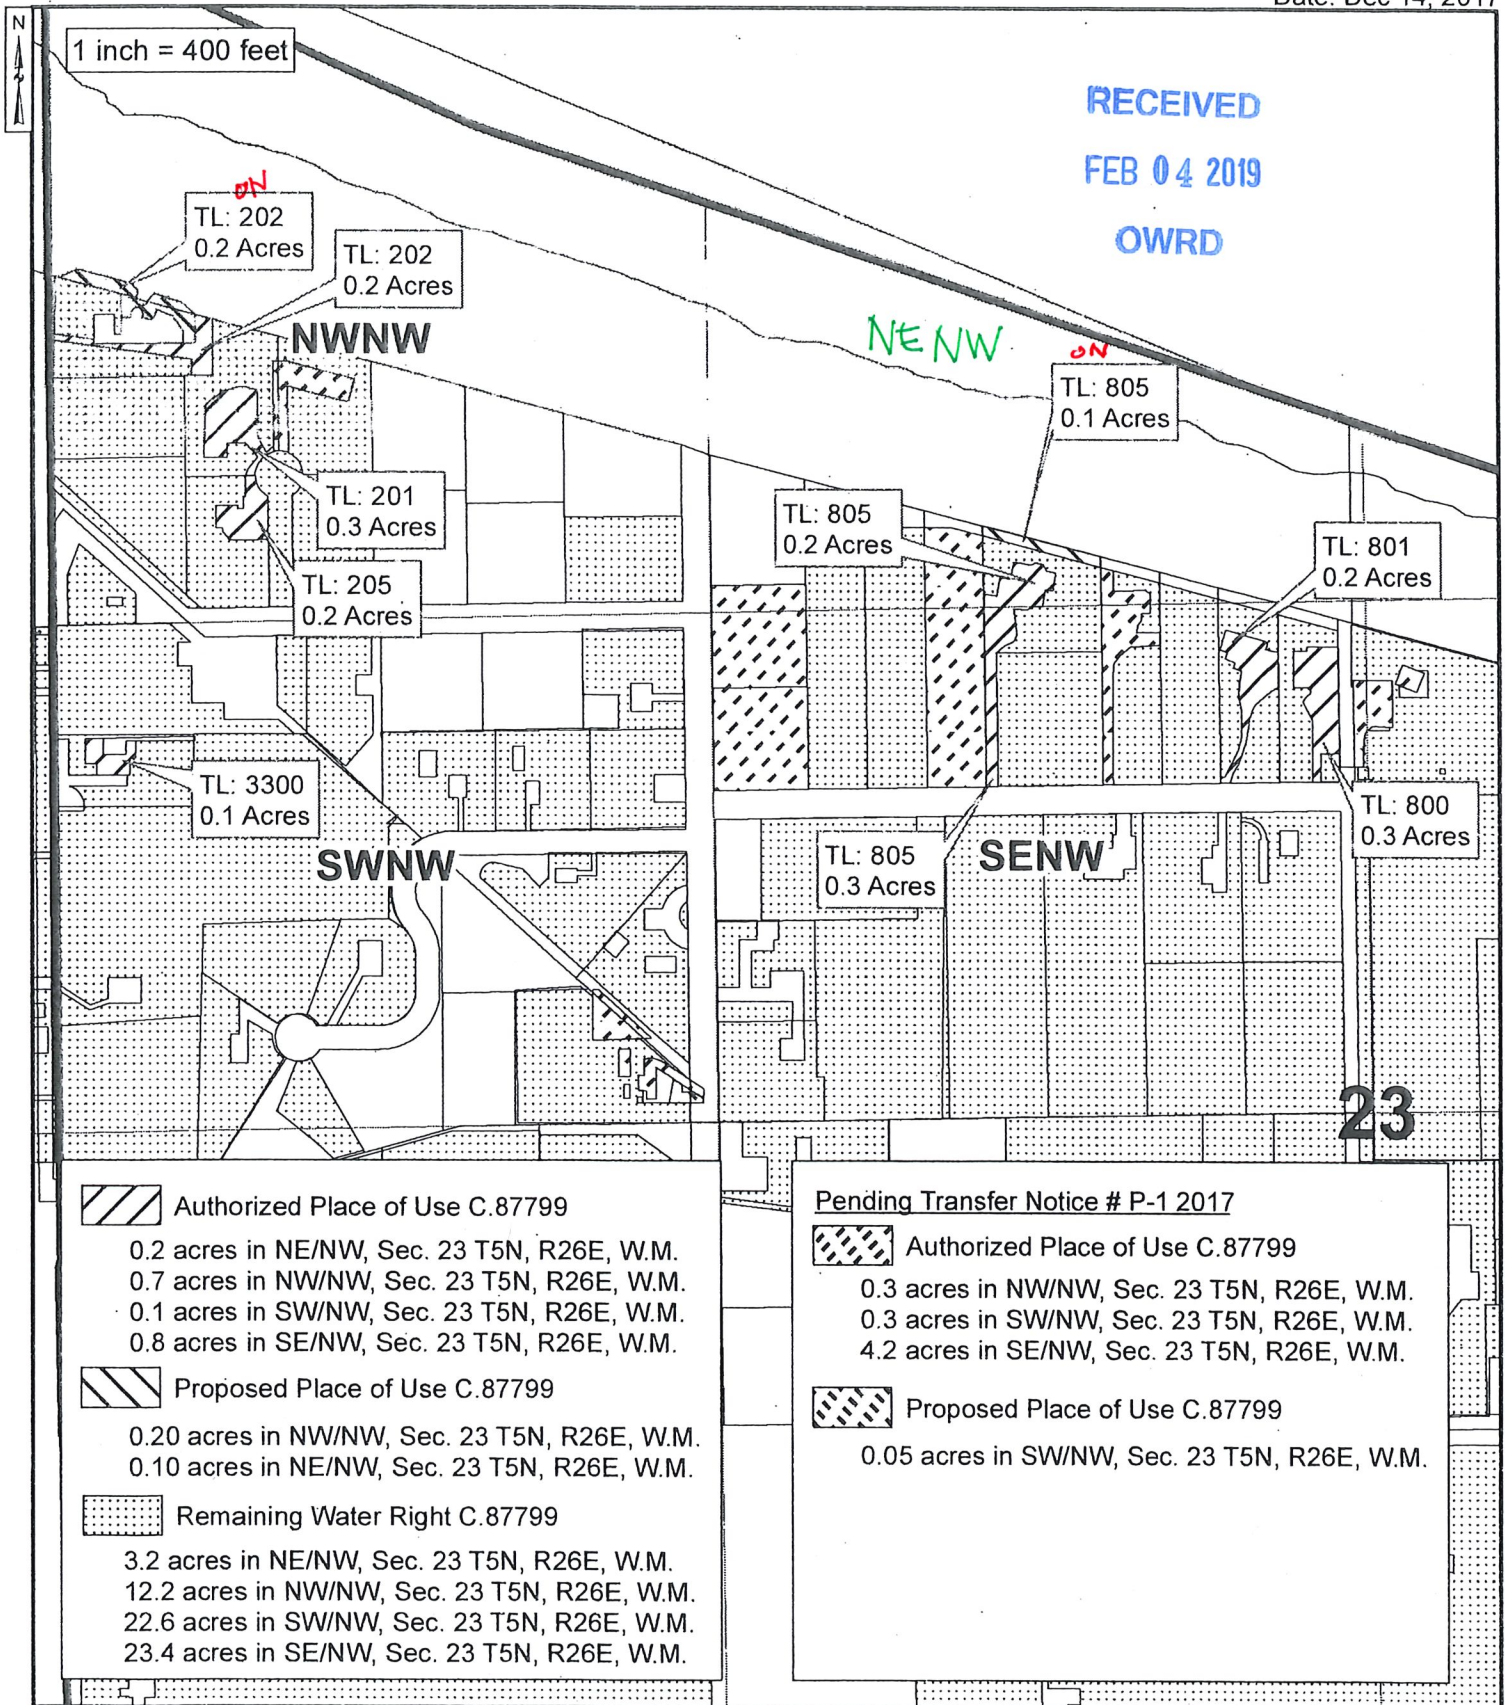 Date: Dec 14, 2017
N
1 inch = 400 feet
RECEIVED
FEB 04 2019
OWRD
ON
TL: 202
0.2 Acres
TL: 202
0.2 Acres
NWNW
NENW
ON
TL: 805
0.1 Acres
TL: 201
0.3 Acres
TL: 805
0.2 Acres
TL: 801
0.2 Acres
TL: 205
0.2 Acres
TL: 3300
0.1 Acres
TL: 800
0.3 Acres
SWNW
TL: 805
0.3 Acres
SENW
23
Authorized Place of Use C.87799
0.2 acres in NE/NW, Sec. 23 T5N, R26E, W.M.
0.7 acres in NW/NW, Sec. 23 T5N, R26E, W.M.
0.1 acres in SW/NW, Sec. 23 T5N, R26E, W.M.
0.8 acres in SE/NW, Sec. 23 T5N, R26E, W.M.
Proposed Place of Use C.87799
0.20 acres in NW/NW, Sec. 23 T5N, R26E, W.M.
0.10 acres in NE/NW, Sec. 23 T5N, R26E, W.M.
Remaining Water Right C.87799
3.2 acres in NE/NW, Sec. 23 T5N, R26E, W.M.
12.2 acres in NW/NW, Sec. 23 T5N, R26E, W.M.
22.6 acres in SW/NW, Sec. 23 T5N, R26E, W.M.
23.4 acres in SE/NW, Sec. 23 T5N, R26E, W.M.
Pending Transfer Notice # P-1 2017
Authorized Place of Use C.87799
0.3 acres in NW/NW, Sec. 23 T5N, R26E, W.M.
0.3 acres in SW/NW, Sec. 23 T5N, R26E, W.M.
4.2 acres in SE/NW, Sec. 23 T5N, R26E, W.M.
Proposed Place of Use C.87799
0.05 acres in SW/NW, Sec. 23 T5N, R26E, W.M.